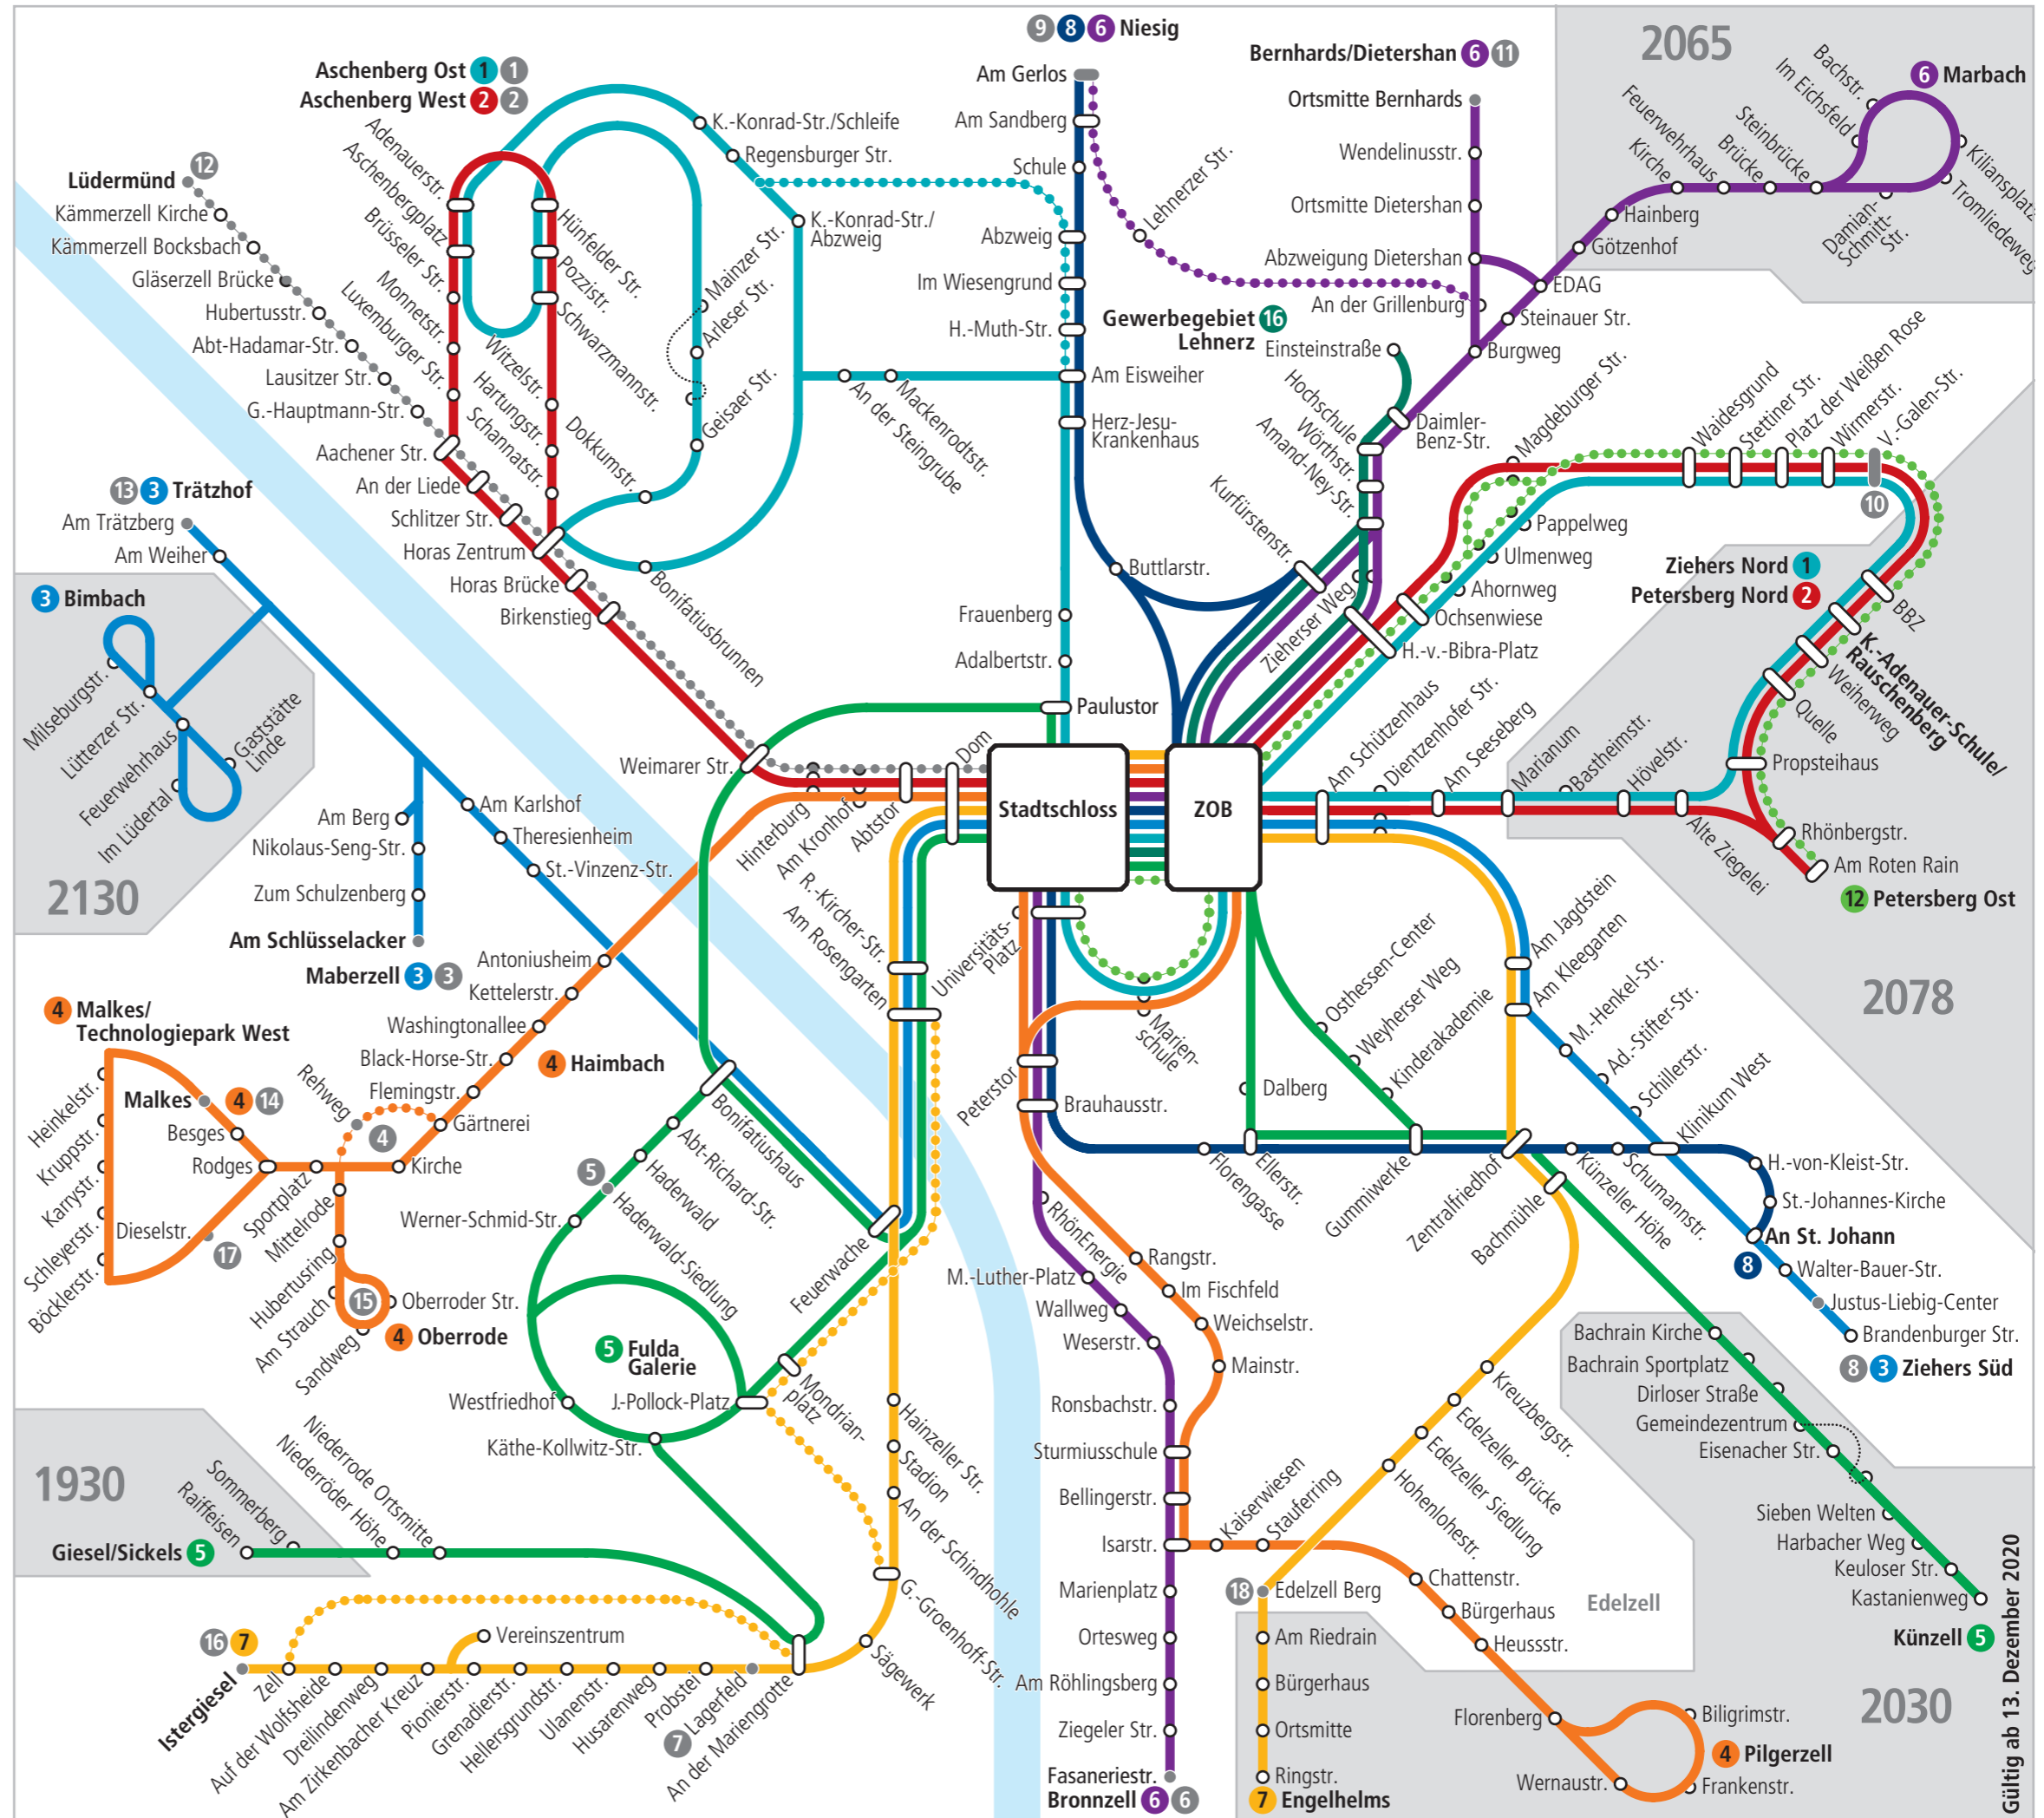 9 8 6 Niesig
Am Gerlos
Am Sandberg
Schule
Abzweig
Im Wiesengrund
H.-Muth-Str.
Am Eisweiher
Herz-Jesu-
Krankenhaus
Buttlarstr.
Frauenberg
Adalbertstr.
Paulustor
Lehnerzer Str.
Bernhards/Dietershan 6 11
Ortsmitte Bernhards
Wendelinusstr.
Ortsmitte Dietershan
Abzweigung Dietershan
An der Grillenburg
EDAG
Steinauer Str.
Burgweg
2065
6 Marbach
Bachstr.
Im Eichsfeld
Steinbrücke
Brücke
Feuerwehrhaus
Kirche
Kiliansplatz
Tromliedeweg
Damian-
Schmitt-
Str.
Hainberg
Götzenhof
Gewerbegebiet 16
Lehnerz
Einsteinstraße
Daimler-
Benz-Str.
Hochschule
Wörthstr.
Amand-Ney-Str.
Kurfürstenstr.
Zieherser Weg
Aschenberg Ost 1 1
Aschenberg West 2 2
Adenauerstr.
Aschenbergplatz
Brüsseler Str.
Monnetstr.
Luxemburger Str.
Schannatstr.
Hartungstr.
Witzelstr.
Dokkumstr.
Hünfelder Str.
Pozzistr.
Schwarzmannstr.
K.-Konrad-Str./Schleife
Regensburger Str.
K.-Konrad-Str./
Abzweig
Mainzer Str.
Arleser Str.
Geisaer Str.
An der Steingrube
Mackenrodtstr.
Bonifatiusbrunnen
12
Lüdermünd
Kämmerzell Kirche
Kämmerzell Bocksbach
Gläserzell Brücke
Hubertusstr.
Abt-Hadamar-Str.
Lausitzer Str.
G.-Hauptmann-Str.
Aachener Str.
An der Liede
Schlitzer Str.
Horas Zentrum
Horas Brücke
Birkenstieg
Weimarer Str.
Hinterburg
Am Kronhof
Abtstor
Dom
Stadtschloss
ZOB
13 3 Trätzhof
Am Trätzberg
Am Weiher
3 Bimbach
Milseburgstr.
Lütterzer Str.
Feuerwehrhaus
Im Lüdertal
Gaststätte
Linde
2130
Am Berg
Nikolaus-Seng-Str.
Zum Schulzenberg
Am Schlüsselacker
Maberzell 3 3
Am Karlshof
Theresienheim
St.-Vinzenz-Str.
Magdeburger Str.
Pappelweg
Ulmenweg
Ahornweg
Ochsenwiese
H.-v.-Bibra-Platz
Waidesgrund
Stettiner Str.
Platz der Weißen Rose
Wirmerstr.
V.-Galen-Str.
10
Ziehers Nord 1
Petersberg Nord 2
BBZ
K.-Adenauer-Schule/
Rauschenberg
Weiherweg
Quelle
Propsteihaus
Rhönbergstr.
Am Roten Rain
12 Petersberg Ost
2078
Am Schützenhaus
Dientzenhofer Str.
Am Seeseberg
Marianum
Bastheimstr.
Hövelstr.
Alte Ziegelei
Am Jagdstein
Am Kleegarten
M.-Henkel-Str.
Ad.-Stifter-Str.
Schillerstr.
Klinikum West
H.-von-Kleist-Str.
St.-Johannes-Kirche
An St. Johann
8
Walter-Bauer-Str.
Justus-Liebig-Center
Brandenburger Str.
8 3 Ziehers Süd
Osthessen-Center
Weyherser Weg
Kinderakademie
Dalberg
Marien-
schule
Universitäts-
Platz
R.-Kircher-Str.
Am Rosengarten
Peterstor
Brauhausstr.
Florengasse
Ellerstr.
Gummiwerke
Zentralfriedhof
Bachmühle
Künzeller Höhe
Schumannstr.
Antoniusheim
Kettelerstr.
Washingtonallee
Black-Horse-Str.
Flemingstr.
Gärtnerei
Kirche
4 Haimbach
Rehweg
4
4 Malkes/
Technologiepark West
Malkes 4 14
Besges
Rodges
Heinkelstr.
Kruppstr.
Karrystr.
Schleyerstr.
Böcklerstr.
Dieselstr.
17
Sportplatz
Mittelrode
Hubertusring
Am Strauch
Sandweg
15
Oberroder Str.
4 Oberrode
Bonifatiushaus
Abt-Richard-Str.
Haderwald
5
Haderwald-Siedlung
Werner-Schmid-Str.
Feuerwache
5 Fulda
Galerie
Westfriedhof
J.-Pollock-Platz
Käthe-Kollwitz-Str.
Mondrian-
platz
1930
Sommerberg
Raiffeisen
Niederröder Höhe
Niederrode Ortsmitte
Giesel/Sickels 5
16 7
Istergiesel
Zell
Auf der Wolfsheide
Dreilindenweg
Am Zirkenbacher Kreuz
Vereinszentrum
Pionierstr.
Grenadierstr.
Hellersgrundstr.
Ulanenstr.
Husarenweg
Probstei
7 Lagerfeld
An der Mariengrotte
Sägewerk
G.-Groenhoff-Str.
An der Schindhohle
Stadion
Hainzeller Str.
RhönEnergie
M.-Luther-Platz
Wallweg
Weserstr.
Ronsbachstr.
Sturmiusschule
Bellingerstr.
Isarstr.
Marienplatz
Ortesweg
Am Röhlingsberg
Ziegeler Str.
Fasaneriestr.
Bronnzell 6 6
Rangstr.
Im Fischfeld
Weichselstr.
Mainstr.
Kaiserwiesen
Stauferring
Chattenstr.
Bürgerhaus
Heussstr.
Florenberg
Wernaustr.
Biligrimstr.
4 Pilgerzell
Frankenstr.
Kreuzbergstr.
Edelzeller Brücke
Edelzeller Siedlung
Hohenlohestr.
18 Edelzell Berg
Am Riedrain
Bürgerhaus
Ortsmitte
Ringstr.
7 Engelhelms
Edelzell
Bachrain Kirche
Bachrain Sportplatz
Dirloser Straße
Gemeindezentrum
Eisenacher Str.
Sieben Welten
Harbacher Weg
Keuloser Str.
Kastanienweg
Künzell 5
2030
Gültig ab 13. Dezember 2020